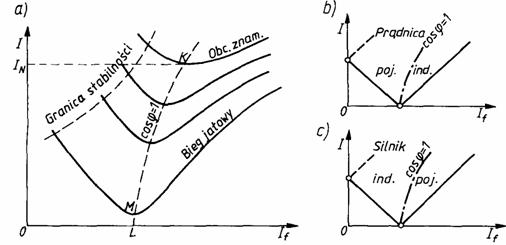 a)
I
I_N
Granica stabilności
K
Obc. znam.
cosφ=1
Bieg jałowy
M
0
L
I_f
b)
I
Prądnica
cosφ=1
poj.
ind.
0
I_f
c)
I
Silnik
cosφ=1
ind.
poj.
0
I_f